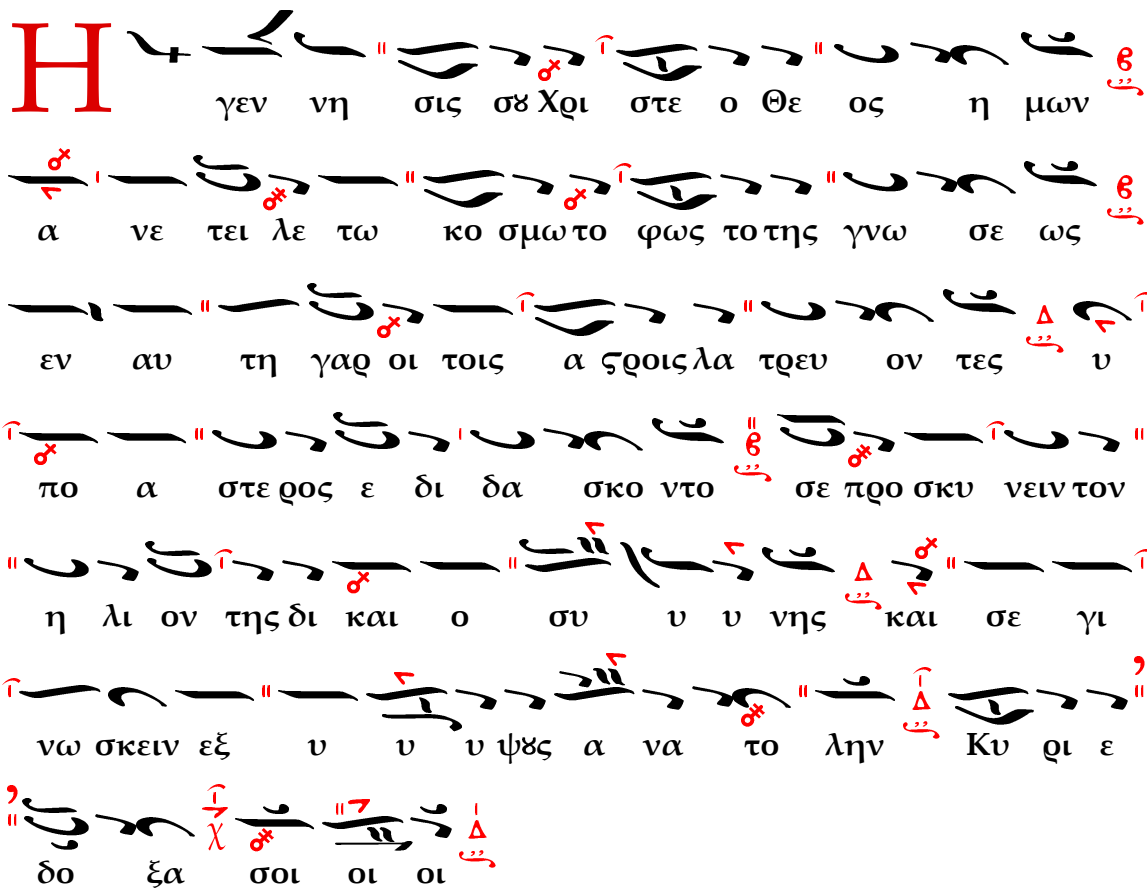 Η γεν νη σις σȣ Χρι στε ο Θε ος η μων
α νε τει λε τω κο σμω το φως το της γνω σε ως
εν αυ τη γαρ οι τοις α ϛροις λα τρευ ον τες υ
πο α στε ρος ε δι δα σκο ντο σε προ σκυ νειν τον
η λι ον της δι και ο συ υ υ νης και σε γι
νω σκειν εξ υ υ υ ψȣς α να το λην Κυ ρι ε
δο ξα σοι οι οι